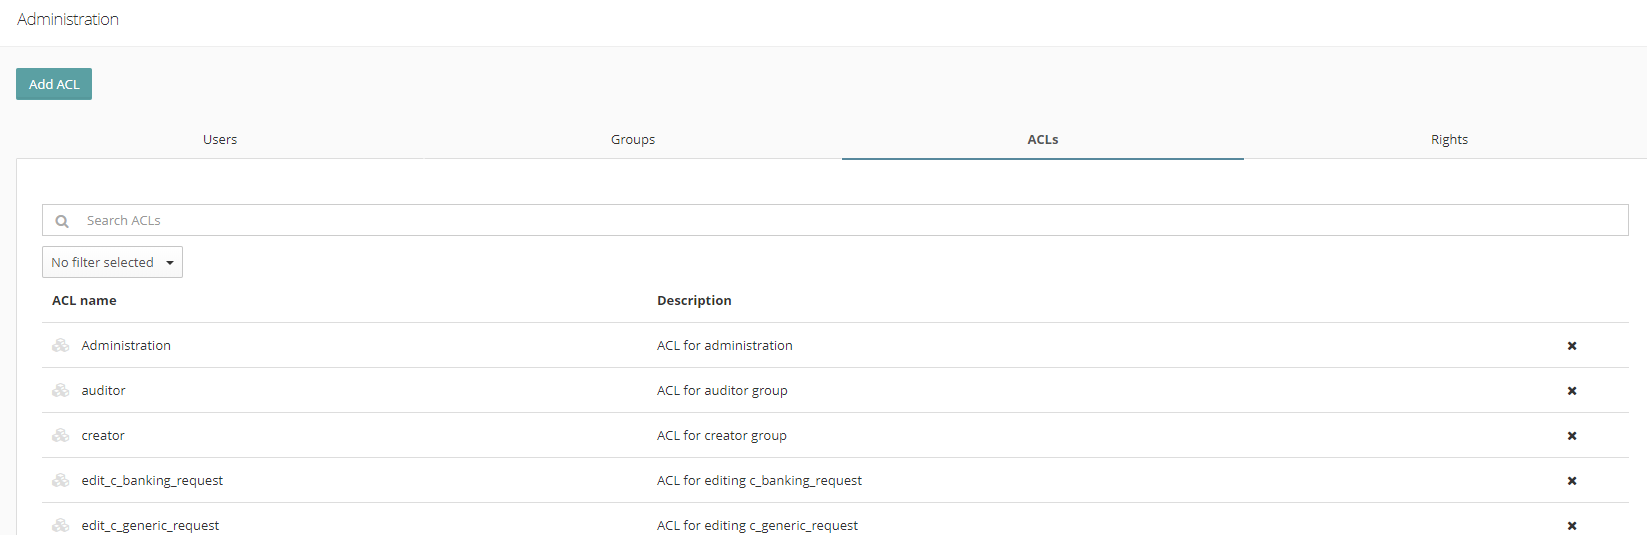 Administration
Add ACL
Users Groups ACLs Rights
Search ACLs
No filter selected
ACL name Description
Administration ACL for administration
auditor ACL for auditor group
creator ACL for creator group
edit_c_banking_request ACL for editing c_banking_request
edit_c_generic_request ACL for editing c_generic_request